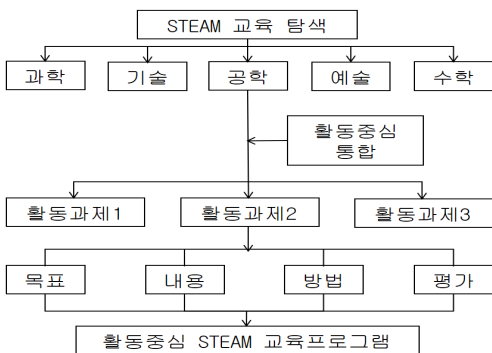 STEAM 교육 탐색
과학 기술 공학 예술 수학
활동중심
통합
활동과제1 활동과제2 활동과제3
목표 내용 방법 평가
활동중심 STEAM 교육프로그램